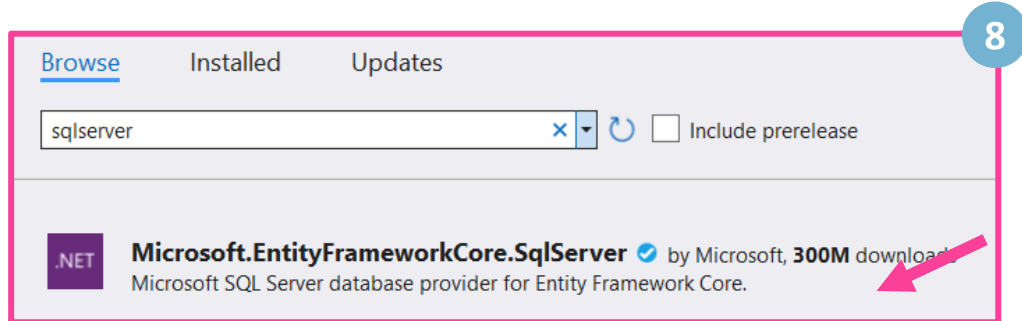 8
Browse Installed Updates
sqlserver Include prerelease
.NET Microsoft.EntityFrameworkCore.SqlServer by Microsoft, 300M downloads
Microsoft SQL Server database provider for Entity Framework Core.